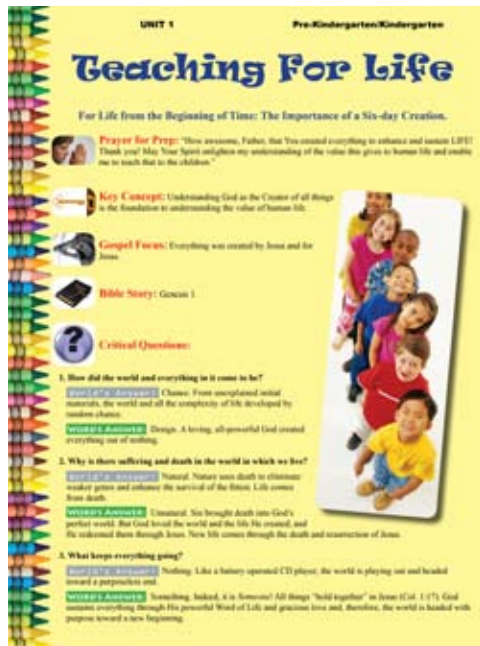 UNIT 1
Pre-Kindergarten/Kindergarten
Teaching For Life
For Life from the Beginning of Time: The Importance of a Six-day Creation.
Prayer for Prep: "How awesome, Father, that You created everything to enhance and sustain LIFE!
Thank you! May Your Spirit enlighten my understanding of the value this gives to human life and enable
me to teach that to the children."
Key Concept: Understanding God as the Creator of all things
is the foundation to understanding the value of human life.
Gospel Focus: Everything was created by Jesus and for
Jesus.
Bible Story: Genesis 1
?
Critical Questions:
1. How did the world and everything in it come to be?
World's Answer: Chance. From unexplained initial
materials, the world and all the complexity of life developed by
random chance.
WORD'S ANSWER: Design. A loving, all-powerful God created
everything out of nothing.
2. Why is there suffering and death in the world in which we live?
World's Answer: Natural. Nature uses death to eliminate
weaker genes and enhance the survival of the fittest. Life comes
from death.
WORD'S ANSWER: Unnatural. Sin brought death into God's
perfect world. But God loved the world and the life He created, and
He redeemed them through Jesus. New life comes through the death and resurrection of Jesus.
3. What keeps everything going?
World's Answer: Nothing. Like a battery operated CD player, the world is playing out and headed
toward a purposeless end.
WORD'S ANSWER: Something. Indeed, it is Someone! All things "hold together" in Jesus (Col. 1:17). God
sustains everything through His powerful Word of Life and gracious love and, therefore, the world is headed with
purpose toward a new beginning.